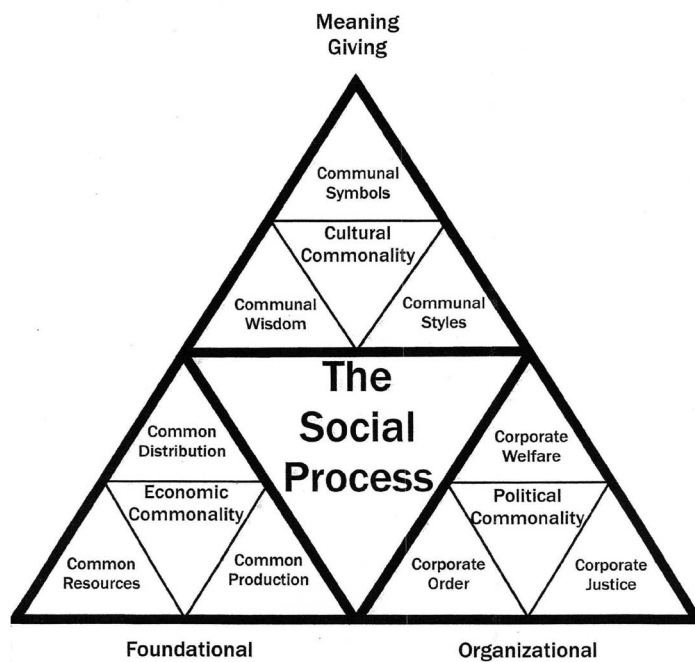 Meaning
Giving
Communal
Symbols
Cultural
Commonality
Communal
Wisdom
Communal
Styles
The
Social
Process
Common
Distribution
Economic
Commonality
Common
Resources
Common
Production
Corporate
Welfare
Political
Commonality
Corporate
Order
Corporate
Justice
Foundational
Organizational